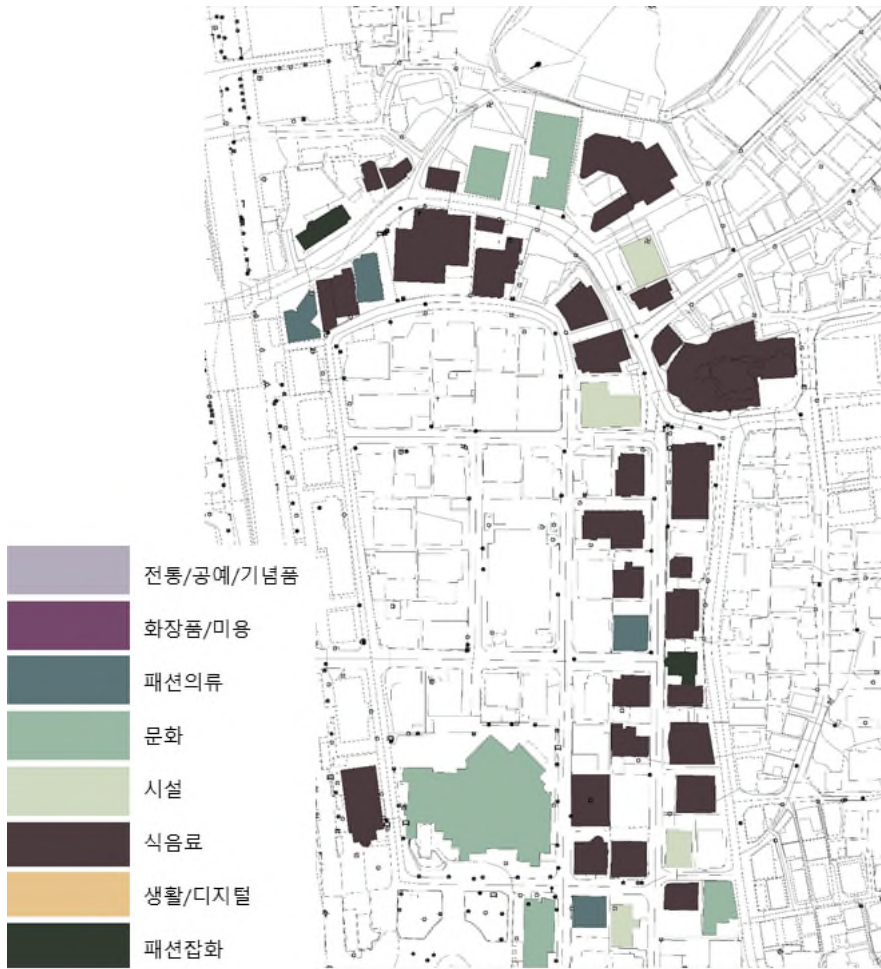 전통/공예/기념품
화장품/미용
패션의류
문화
시설
식음료
생활/디지털
패션잡화